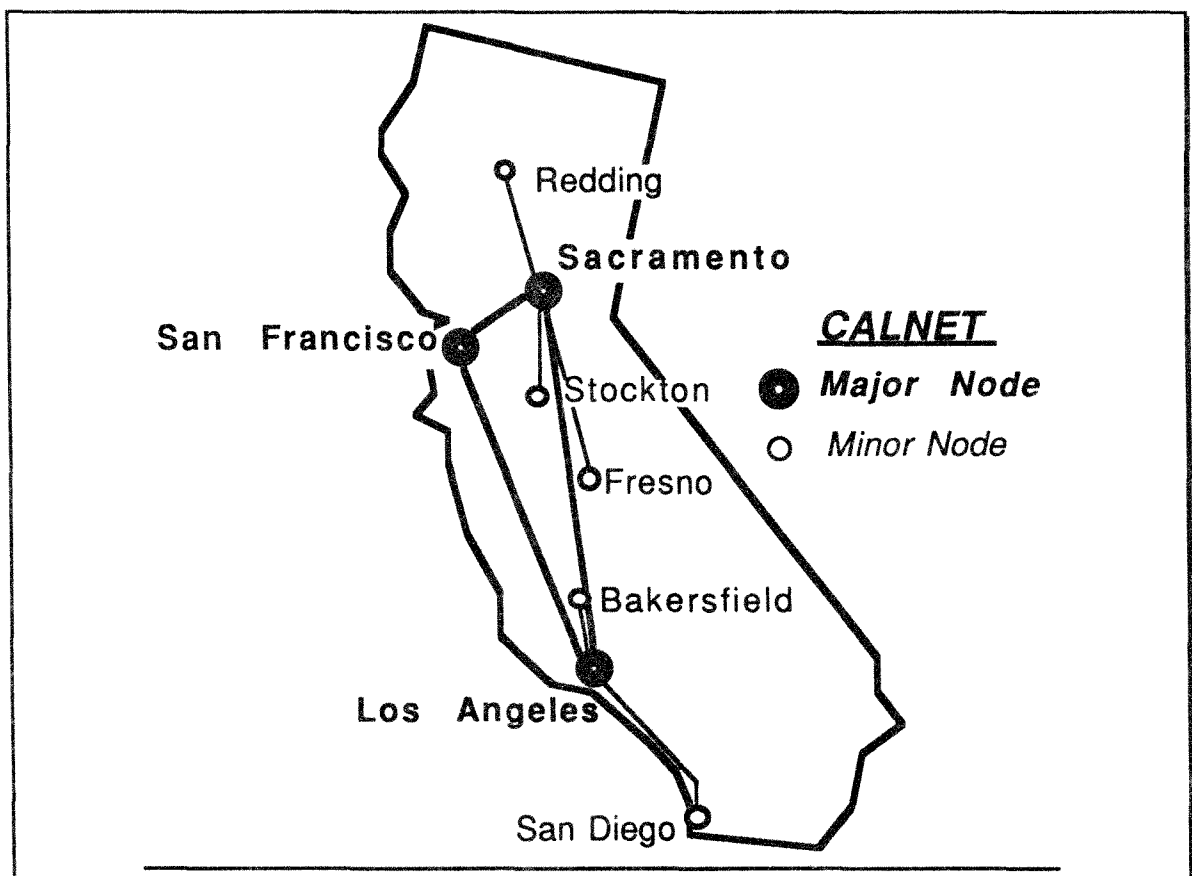 Redding
Sacramento
San Francisco
CALNET
Major Node
Stockton
Minor Node
Fresno
Bakersfield
Los Angeles
San Diego